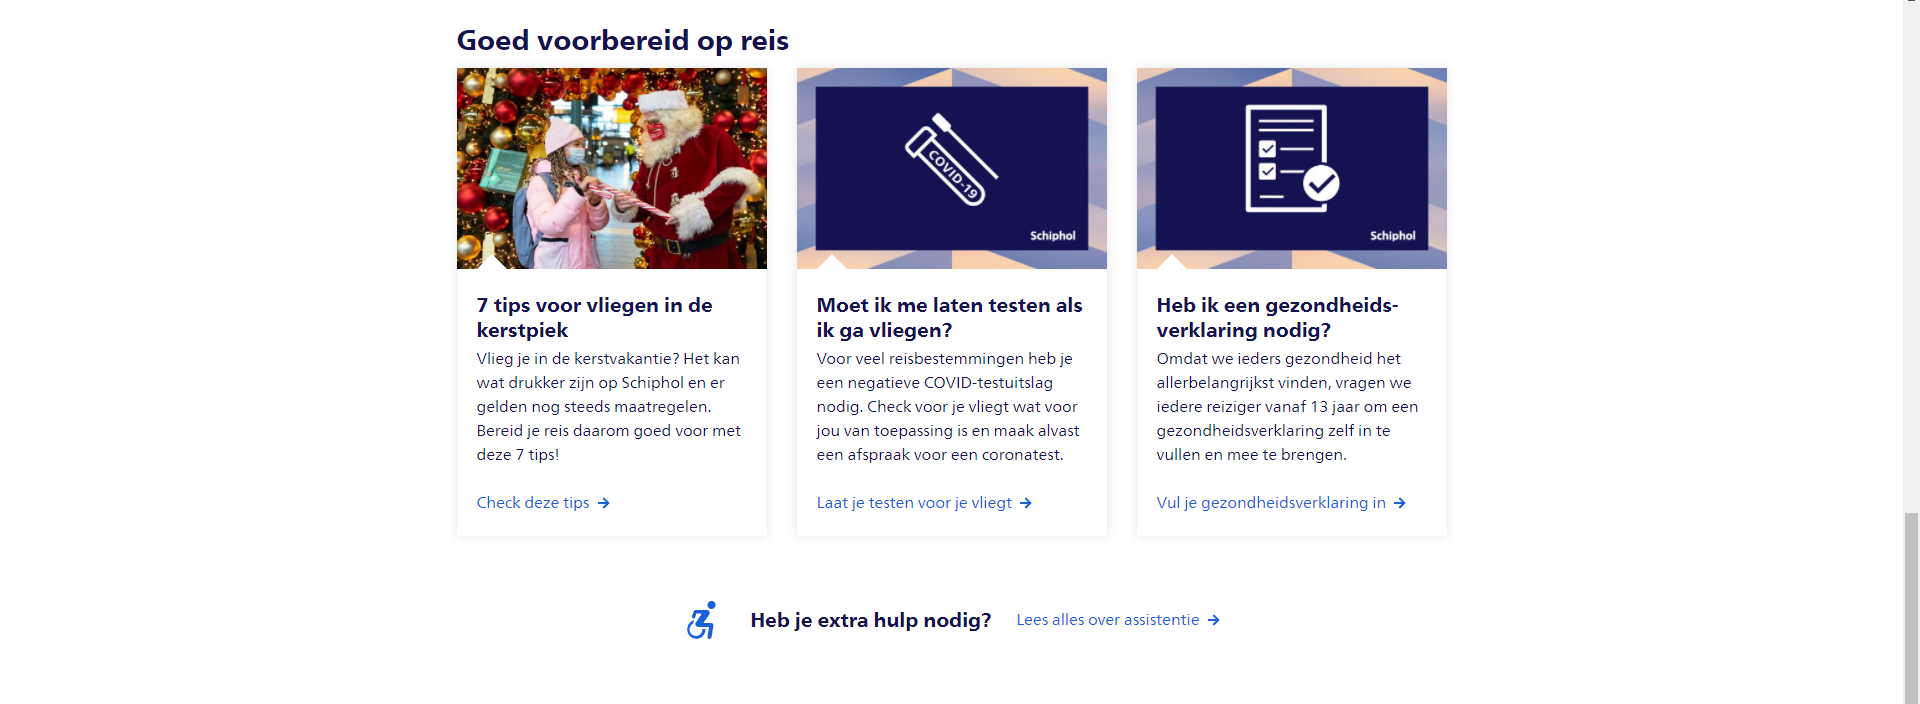 Goed voorbereid op reis
COVID-19
Schiphol
Schiphol
7 tips voor vliegen in de
kerstpiek
Vlieg je in de kerstvakantie? Het kan
wat drukker zijn op Schiphol en er
gelden nog steeds maatregelen.
Bereid je reis daarom goed voor met
deze 7 tips!
Check deze tips
Moet ik me laten testen als
ik ga vliegen?
Voor veel reisbestemmingen heb je
een negatieve COVID-testuitslag
nodig. Check voor je vliegt wat voor
jou van toepassing is en maak alvast
een afspraak voor een coronatest.
Laat je testen voor je vliegt
Heb ik een gezondheids-
verklaring nodig?
Omdat we ieders gezondheid het
allerbelangrijkst vinden, vragen we
iedere reiziger vanaf 13 jaar om een
gezondheidsverklaring zelf in te
vullen en mee te brengen.
Vul je gezondheidsverklaring in
Heb je extra hulp nodig? Lees alles over assistentie